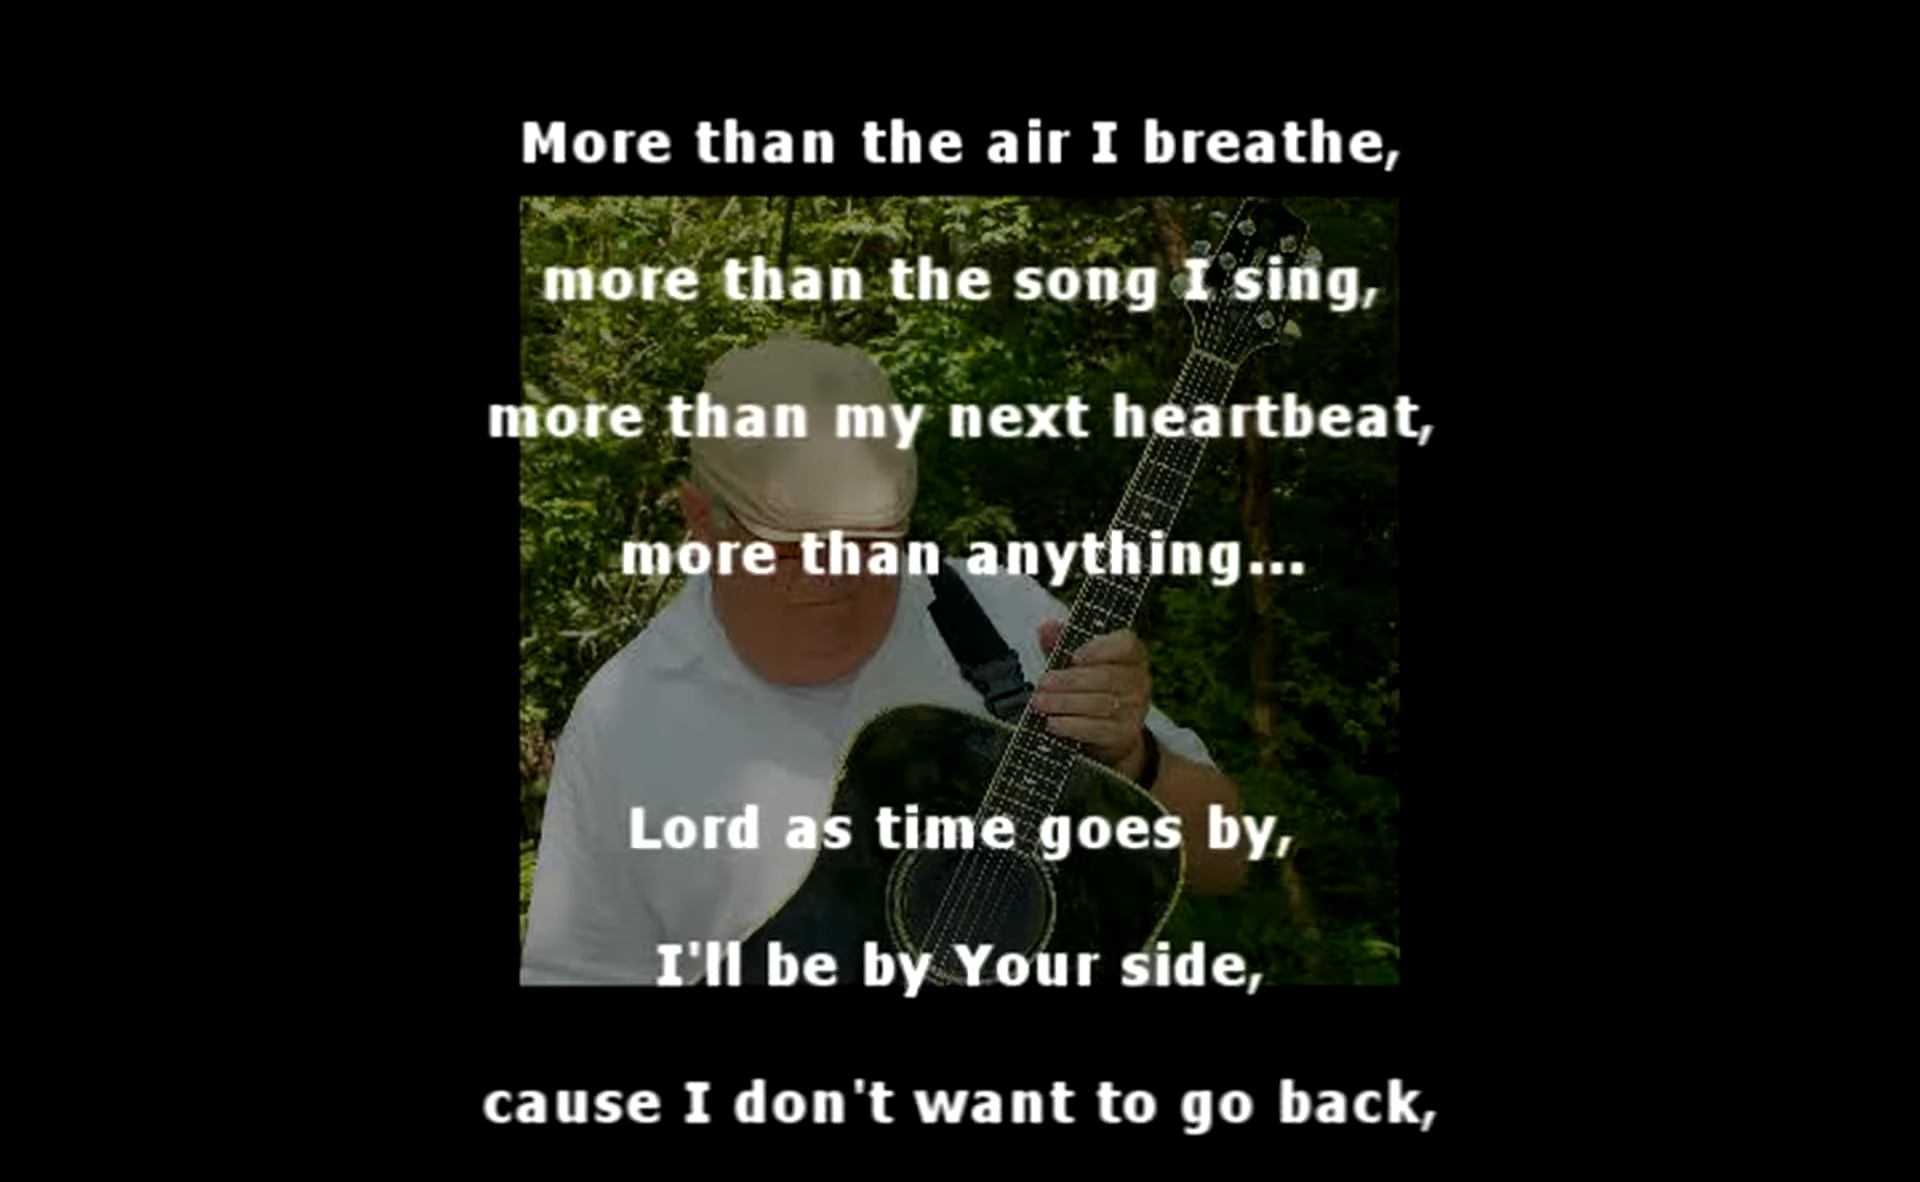 More than the air I breathe,
more than the song I sing,
more than my next heartbeat,
more than anything...
Lord as time goes by,
I'll be by Your side,
cause I don't want to go back,